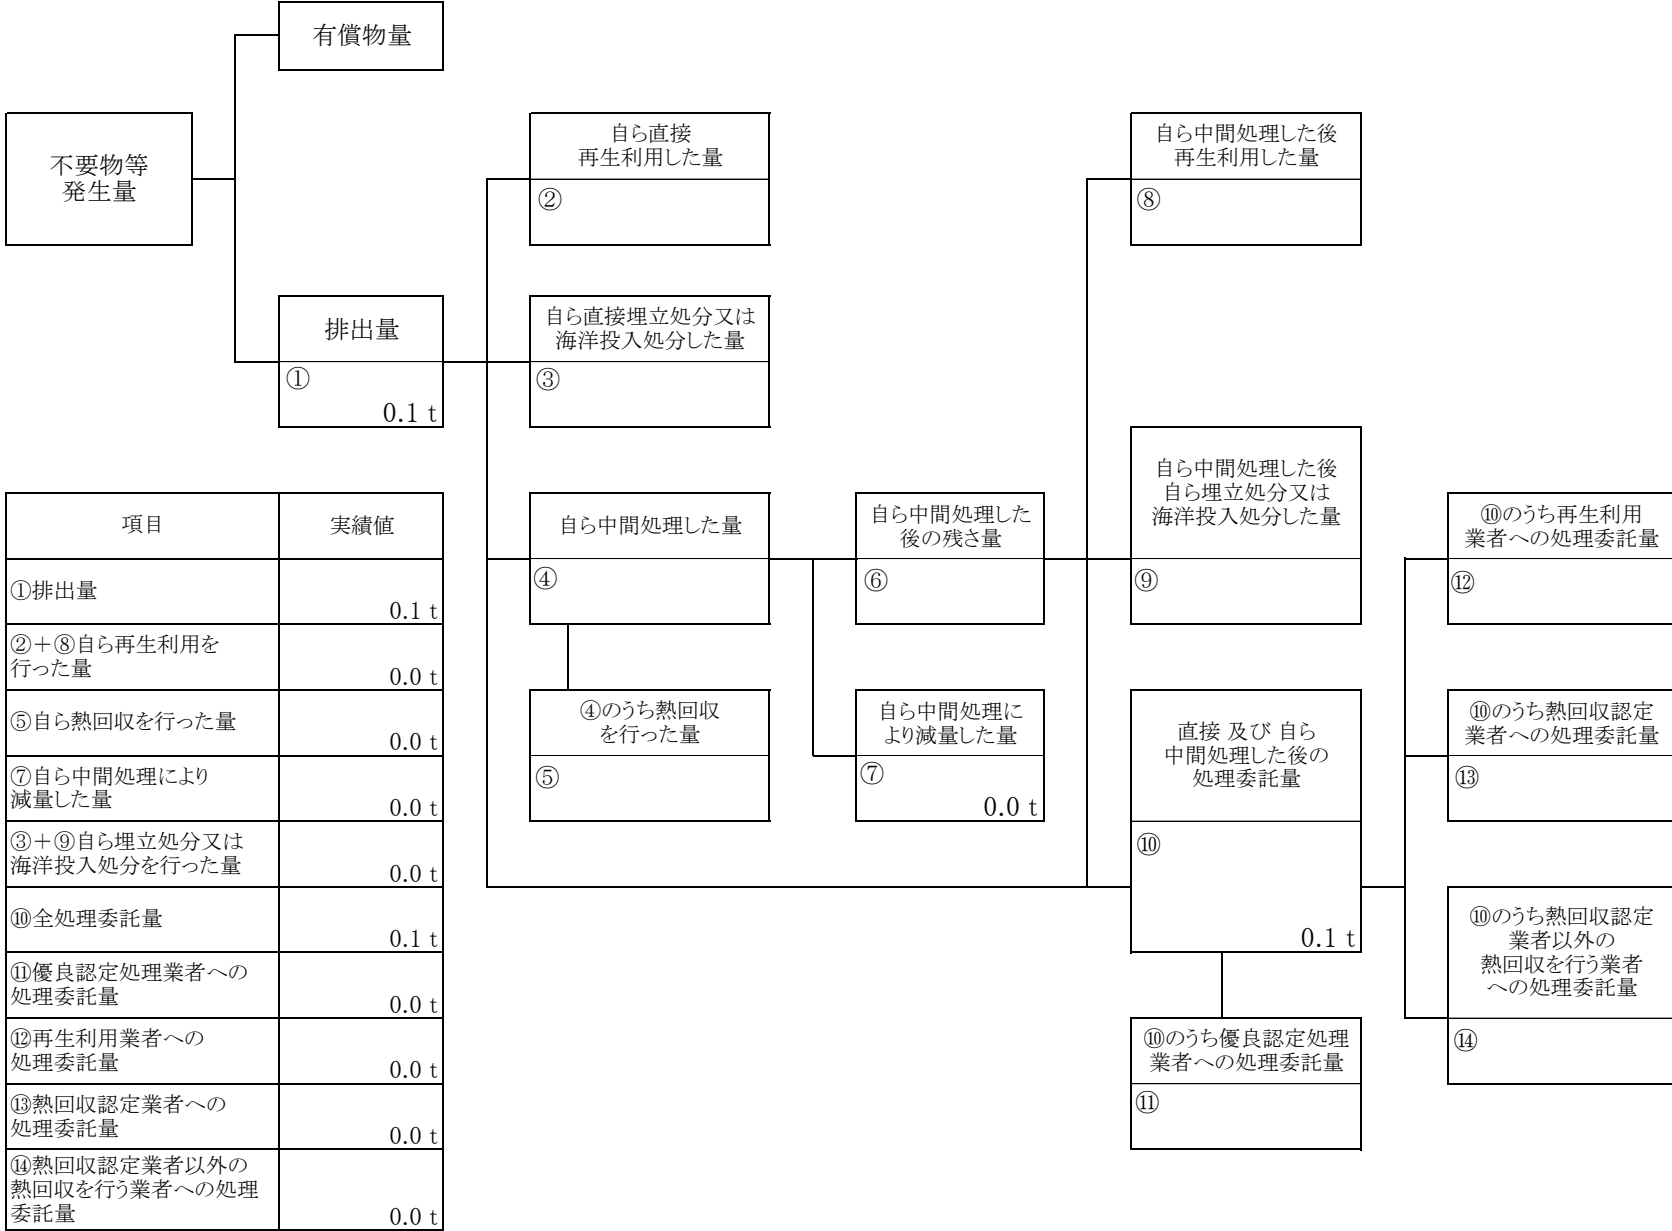 有償物量
不要物等
発生量
自ら直接
再生利用した量
②
自ら中間処理した後
再生利用した量
⑧
排出量
①
0.1 t
自ら直接埋立処分又は
海洋投入処分した量
③
自ら中間処理した量
④
自ら中間処理した
後の残さ量
⑥
自ら中間処理した後
自ら埋立処分又は
海洋投入処分した量
⑨
⑩のうち再生利用
業者への処理委託量
⑫
④のうち熱回収
を行った量
⑤
自ら中間処理に
より減量した量
⑦
0.0 t
直接 及び 自ら
中間処理した後の
処理委託量
⑩
0.1 t
⑩のうち熱回収認定
業者への処理委託量
⑬
⑩のうち熱回収認定
業者以外の
熱回収を行う業者
への処理委託量
⑭
⑩のうち優良認定処理
業者への処理委託量
⑪
項目 実績値
①排出量
0.1 t
②+⑧自ら再生利用を
行った量
0.0 t
⑤自ら熱回収を行った量
0.0 t
⑦自ら中間処理により
減量した量
0.0 t
③+⑨自ら埋立処分又は
海洋投入処分を行った量
0.0 t
⑩全処理委託量
0.1 t
⑪優良認定処理業者への
処理委託量
0.0 t
⑫再生利用業者への
処理委託量
0.0 t
⑬熱回収認定業者への
処理委託量
0.0 t
⑭熱回収認定業者以外の
熱回収を行う業者への処理
委託量
0.0 t